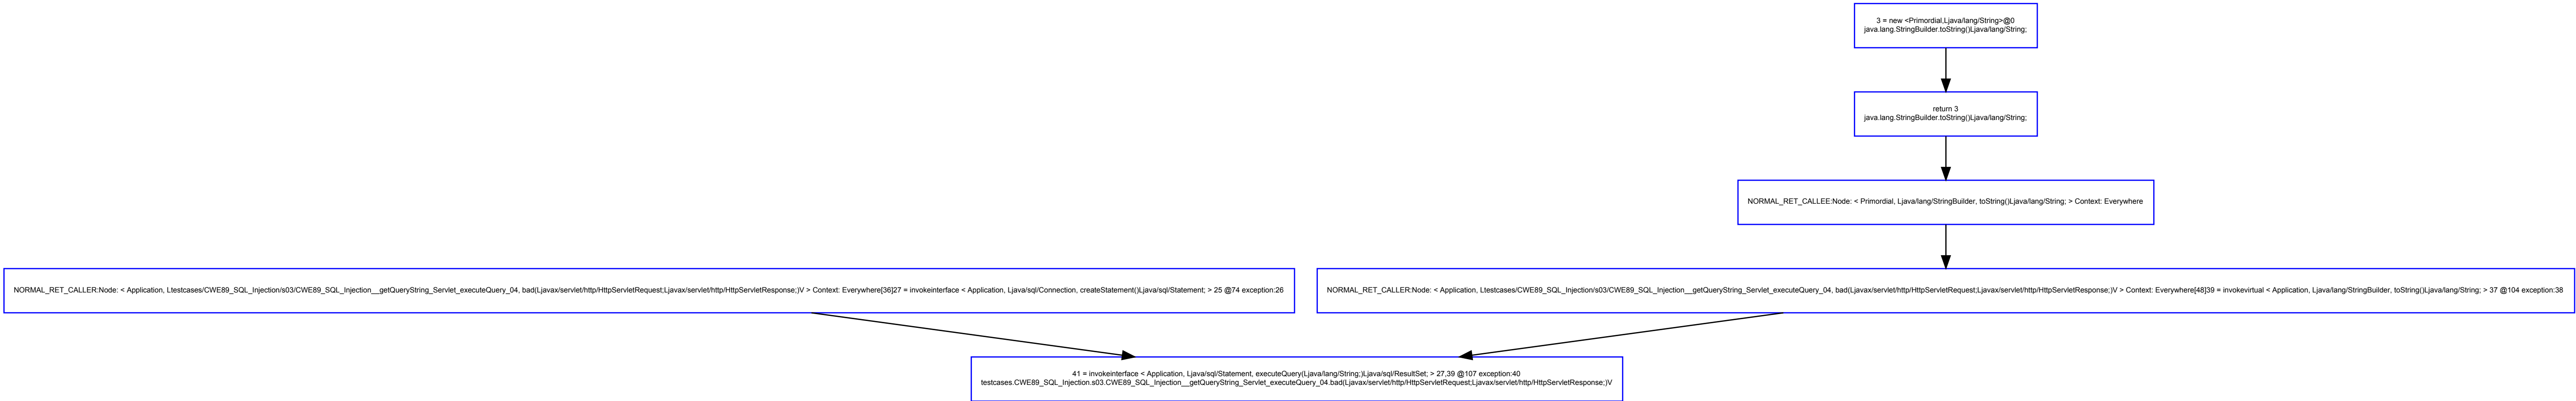 3 = new <Primordial,Ljava/lang/String>@0
java.lang.StringBuilder.toString()Ljava/lang/String;
return 3
java.lang.StringBuilder.toString()Ljava/lang/String;
NORMAL_RET_CALLEE:Node: < Primordial, Ljava/lang/StringBuilder, toString()Ljava/lang/String; > Context: Everywhere
NORMAL_RET_CALLER:Node: < Application, Ltestcases/CWE89_SQL_Injection/s03/CWE89_SQL_Injection__getQueryString_Servlet_executeQuery_04, bad(Ljavax/servlet/http/HttpServletRequest;Ljavax/servlet/http/HttpServletResponse;)V > Context: Everywhere[36]27 = invokeinterface < Application, Ljava/sql/Connection, createStatement()Ljava/sql/Statement; > 25 @74 exception:26
NORMAL_RET_CALLER:Node: < Application, Ltestcases/CWE89_SQL_Injection/s03/CWE89_SQL_Injection__getQueryString_Servlet_executeQuery_04, bad(Ljavax/servlet/http/HttpServletRequest;Ljavax/servlet/http/HttpServletResponse;)V > Context: Everywhere[48]39 = invokevirtual < Application, Ljava/lang/StringBuilder, toString()Ljava/lang/String; > 37 @104 exception:38
41 = invokeinterface < Application, Ljava/sql/Statement, executeQuery(Ljava/lang/String;)Ljava/sql/ResultSet; > 27,39 @107 exception:40
testcases.CWE89_SQL_Injection.s03.CWE89_SQL_Injection__getQueryString_Servlet_executeQuery_04.bad(Ljavax/servlet/http/HttpServletRequest;Ljavax/servlet/http/HttpServletResponse;)V